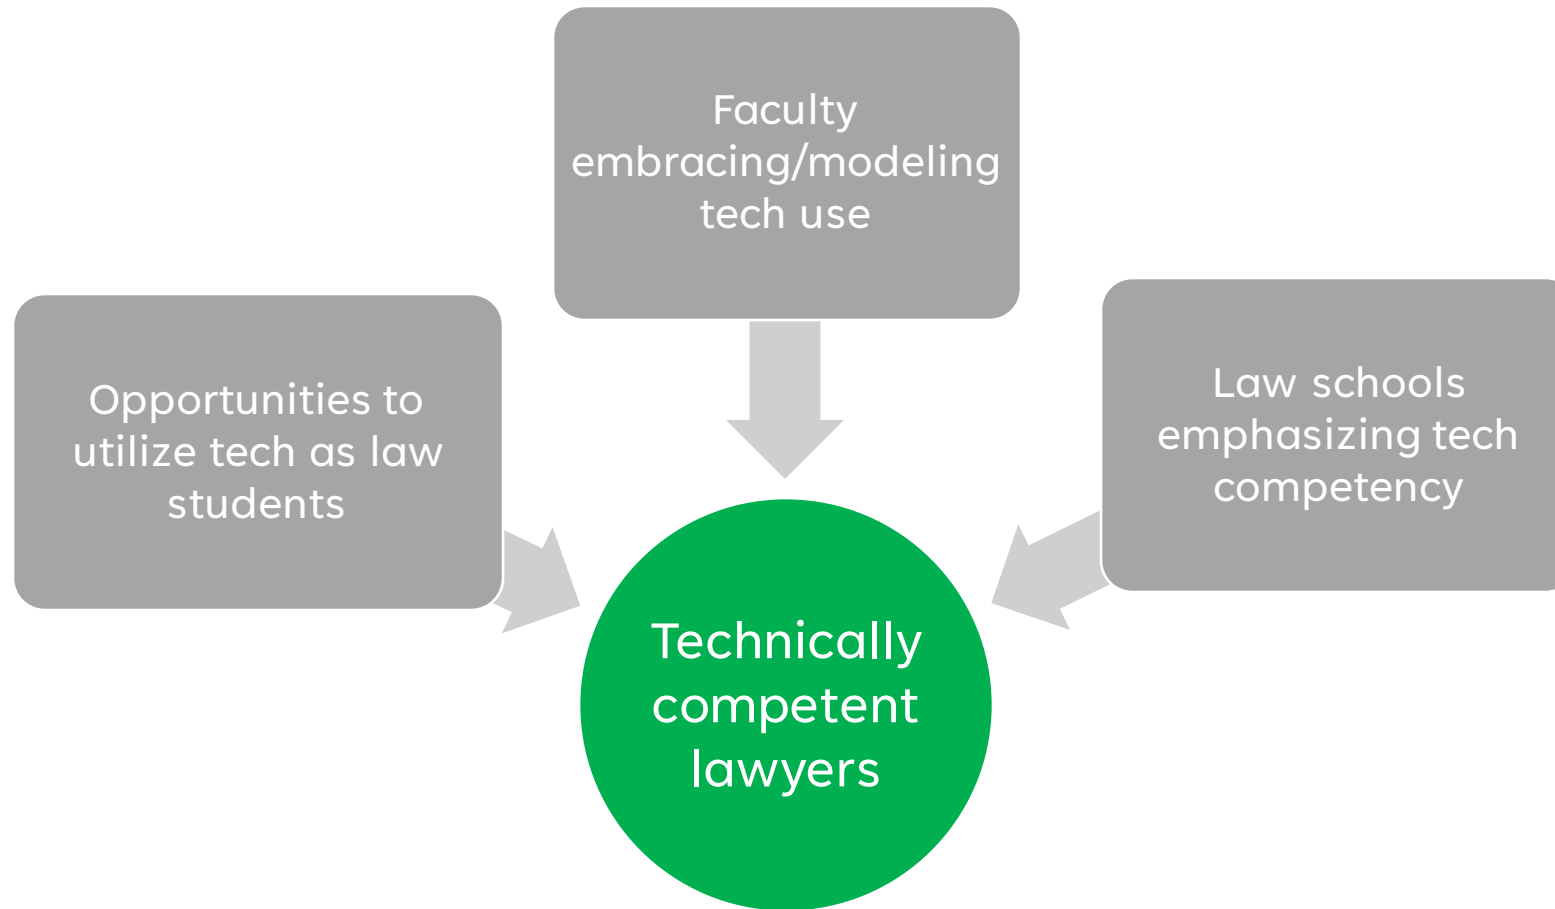 Faculty
embracing/modeling
tech use
Opportunities to
utilize tech as law
students
Law schools
emphasizing tech
competency
Technically
competent
lawyers